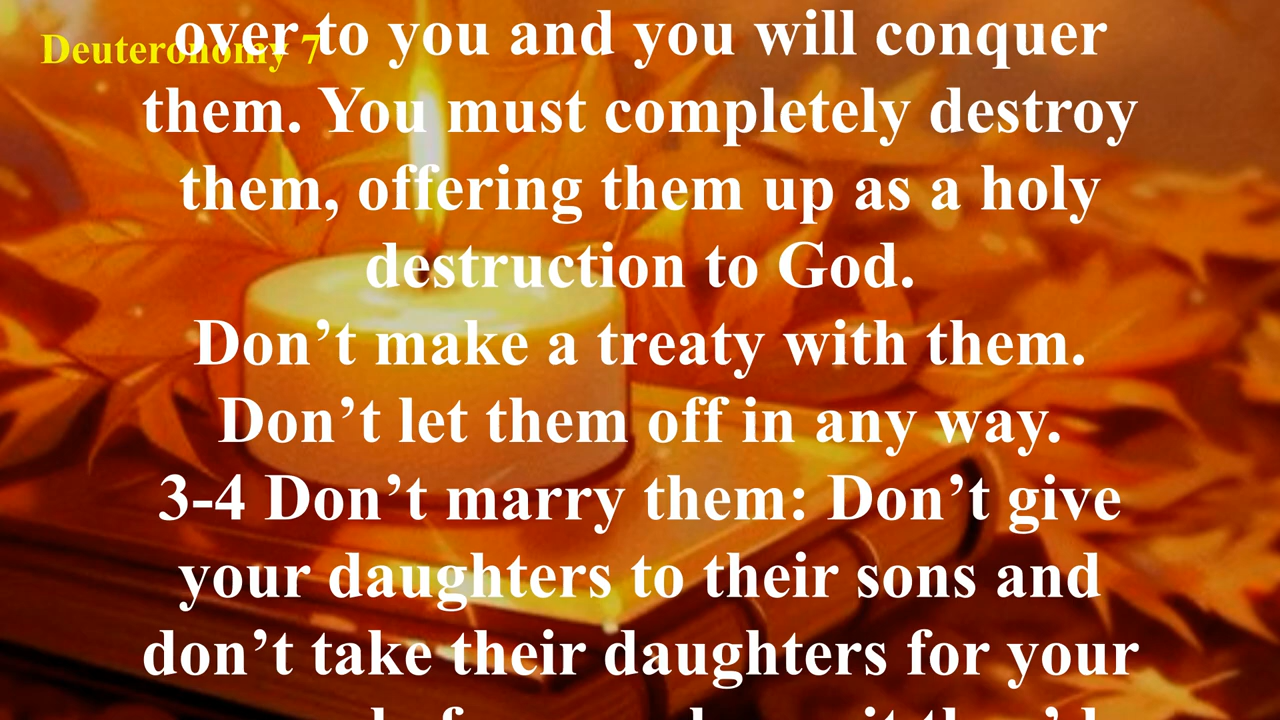 Deuteronomy 7
over to you and you will conquer
them. You must completely destroy
them, offering them up as a holy
destruction to God.
Don’t make a treaty with them.
Don’t let them off in any way.
3-4 Don’t marry them: Don’t give
your daughters to their sons and
don’t take their daughters for your